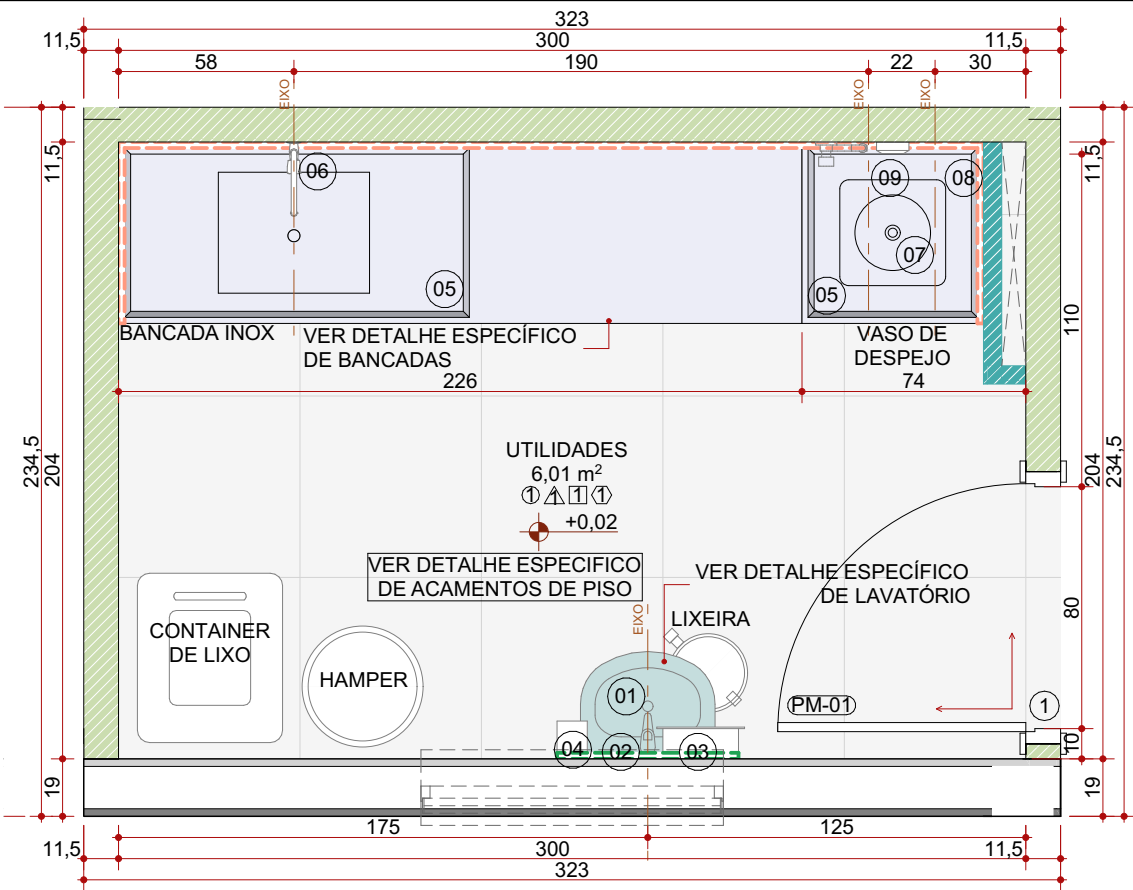 323
11,5
300
11,5
58
190
22
30
EIXO
EIXO
EIXO
11,5
11,5
06
09
08
07
05
05
BANCADA INOX
VER DETALHE ESPECÍFICO
DE BANCADAS
VASO DE
DESPEJO
110
226
74
234,5
204
204
234,5
UTILIDADES
6,01 m²
1
1
1
1
+0,02
VER DETALHE ESPECIFICO
DE ACAMENTOS DE PISO
VER DETALHE ESPECÍFICO
DE LAVATÓRIO
80
EIXO
LIXEIRA
CONTAINER
DE LIXO
HAMPER
01
PM-01
1
04
02
03
10
19
19
175
125
11,5
300
11,5
323